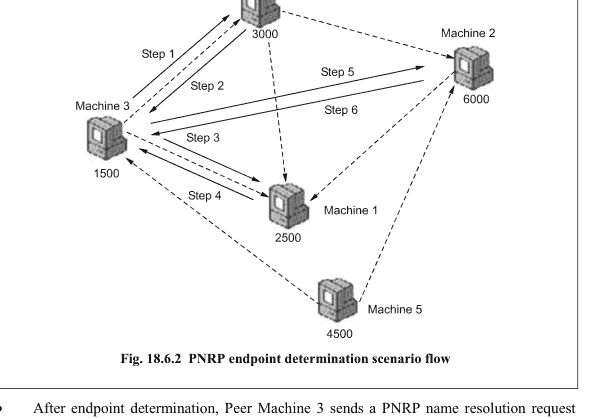 3000
Machine 2
Step 1
Step 5
Step 2
6000
Machine 3
Step 6
Step 3
1500
Step 4
Machine 1
2500
Machine 5
4500
Fig. 18.6.2 PNRP endpoint determination scenario flow
After endpoint determination, Peer Machine 3 sends a PNRP name resolution request